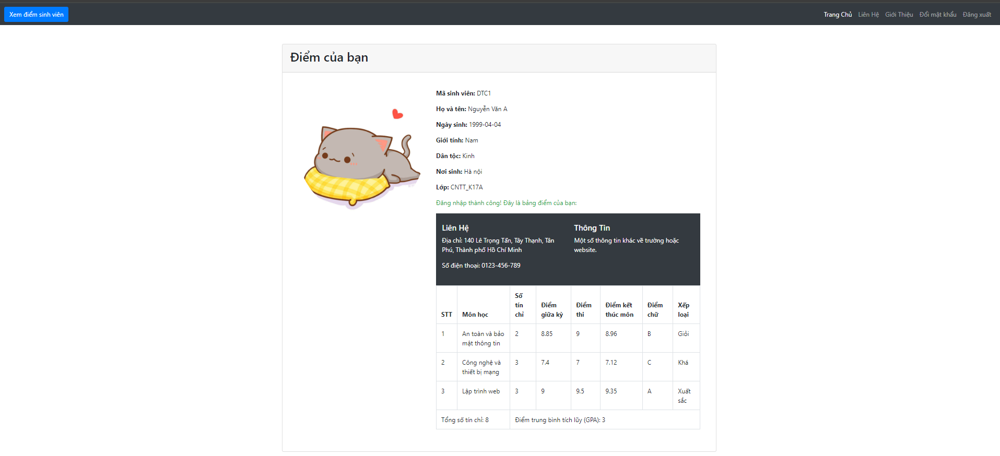 Xem điểm sinh viên
Trang Chủ Liên Hệ Giới Thiệu Đổi mật khẩu Đăng xuất
Điểm của bạn
Mã sinh viên: DTC1
Họ và tên: Nguyễn Văn A
Ngày sinh: 1999-04-04
Giới tính: Nam
Dân tộc: Kinh
Nơi sinh: Hà nội
Lớp: CNTT_K17A
Đăng nhập thành công! Đây là bảng điểm của bạn:
Liên Hệ
Địa chỉ: 140 Lê Trọng Tấn, Tây Thạnh, Tân
Phú, Thành phố Hồ Chí Minh
Số điện thoại: 0123-456-789
Thông Tin
Một số thông tin khác về trường hoặc
website.
STT Môn học Số tín chỉ Điểm giữa kỳ Điểm thi Điểm kết thúc môn Điểm chữ Xếp loại
1 An toàn và bảo mật thông tin 2 8.85 9 8.96 B Giỏi
2 Công nghệ và thiết bị mạng 3 7.4 7 7.12 C Khá
3 Lập trình web 3 9 9.5 9.35 A Xuất sắc
Tổng số tín chỉ: 8 Điểm trung bình tích lũy (GPA): 3